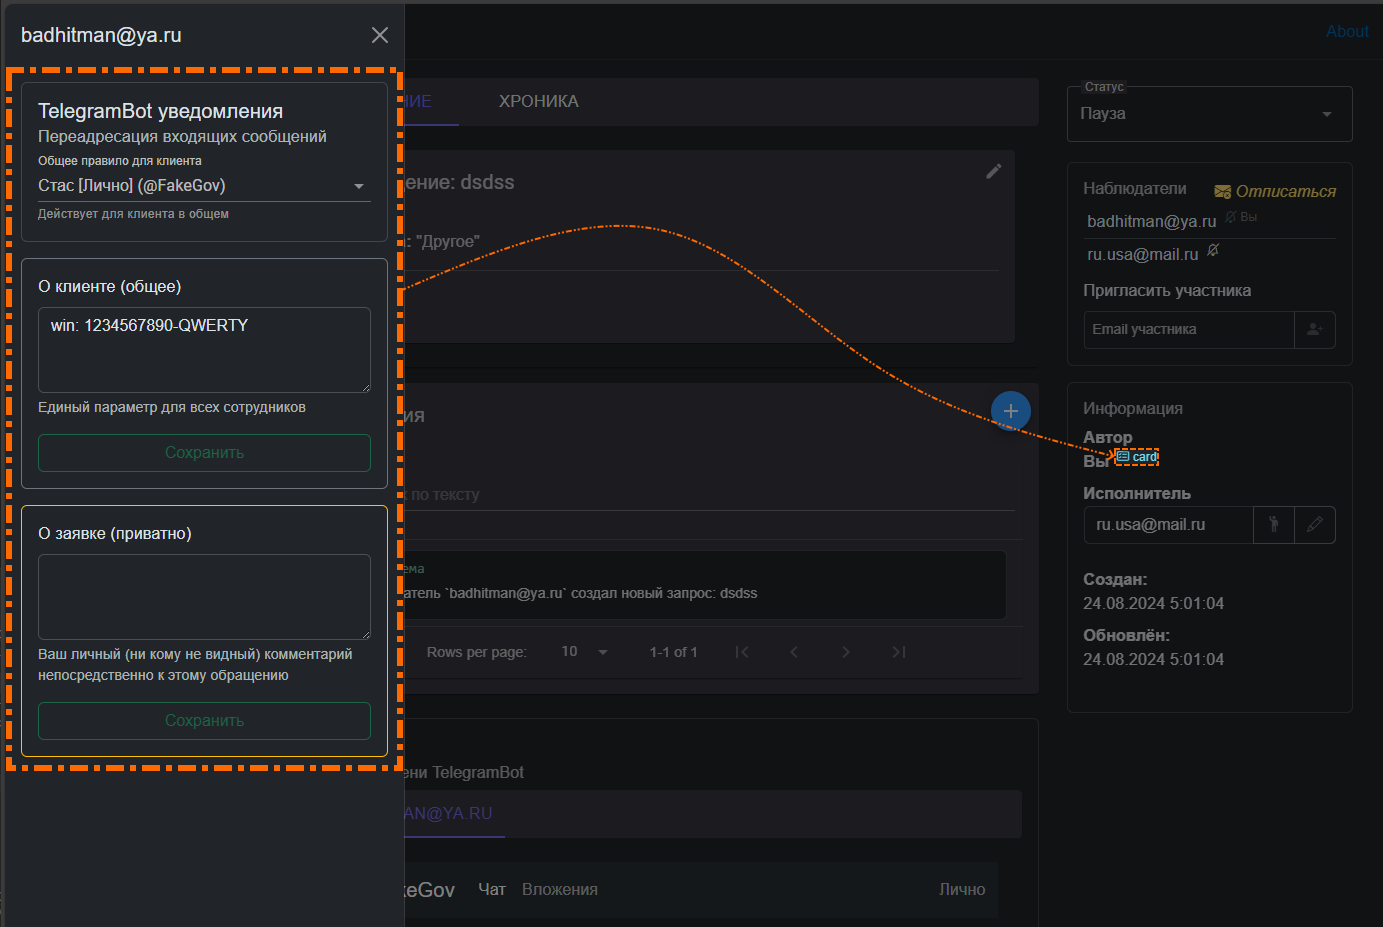 badhitman@ya.ru
TelegramBot уведомления
Переадресация входящих сообщений
Общее правило для клиента
Стас [Лично] (@FakeGov)
Действует для клиента в общем
О клиенте (общее)
win: 1234567890-QWERTY
Единый параметр для всех сотрудников
Сохранить
О заявке (приватно)
Ваш личный (ни кому не видный) комментарий
непосредственно к этому обращению
Сохранить
About
НИЕ ХРОНИКА
ение: dsdss
: "Другое"
ия
по тексту
ема
атель `badhitman@ya.ru` создал новый запрос: dsdss
Rows per page: 10 1-1 of 1
ени TelegramBot
AN@YA.RU
keGov Чат Вложения Лично
Статус
Пауза
Наблюдатели Отписаться
badhitman@ya.ru Вы
ru.usa@mail.ru
Пригласить участника
Email участника
Информация
Автор
Вы card
Исполнитель
ru.usa@mail.ru
Создан:
24.08.2024 5:01:04
Обновлён:
24.08.2024 5:01:04